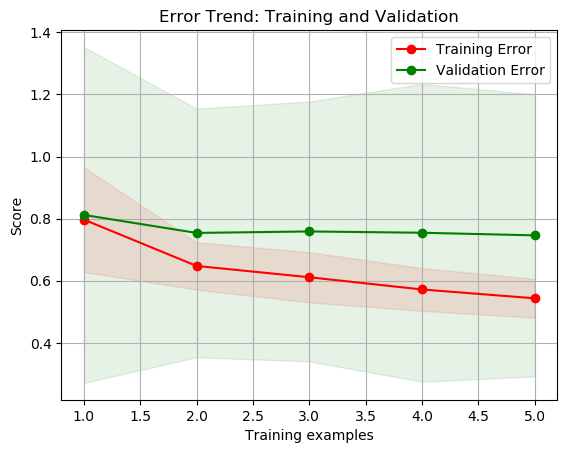 Error Trend: Training and Validation
Training Error
Validation Error
Score
1.4
1.2
1.0
0.8
0.6
0.4
1.0 1.5 2.0 2.5 3.0 3.5 4.0 4.5 5.0
Training examples